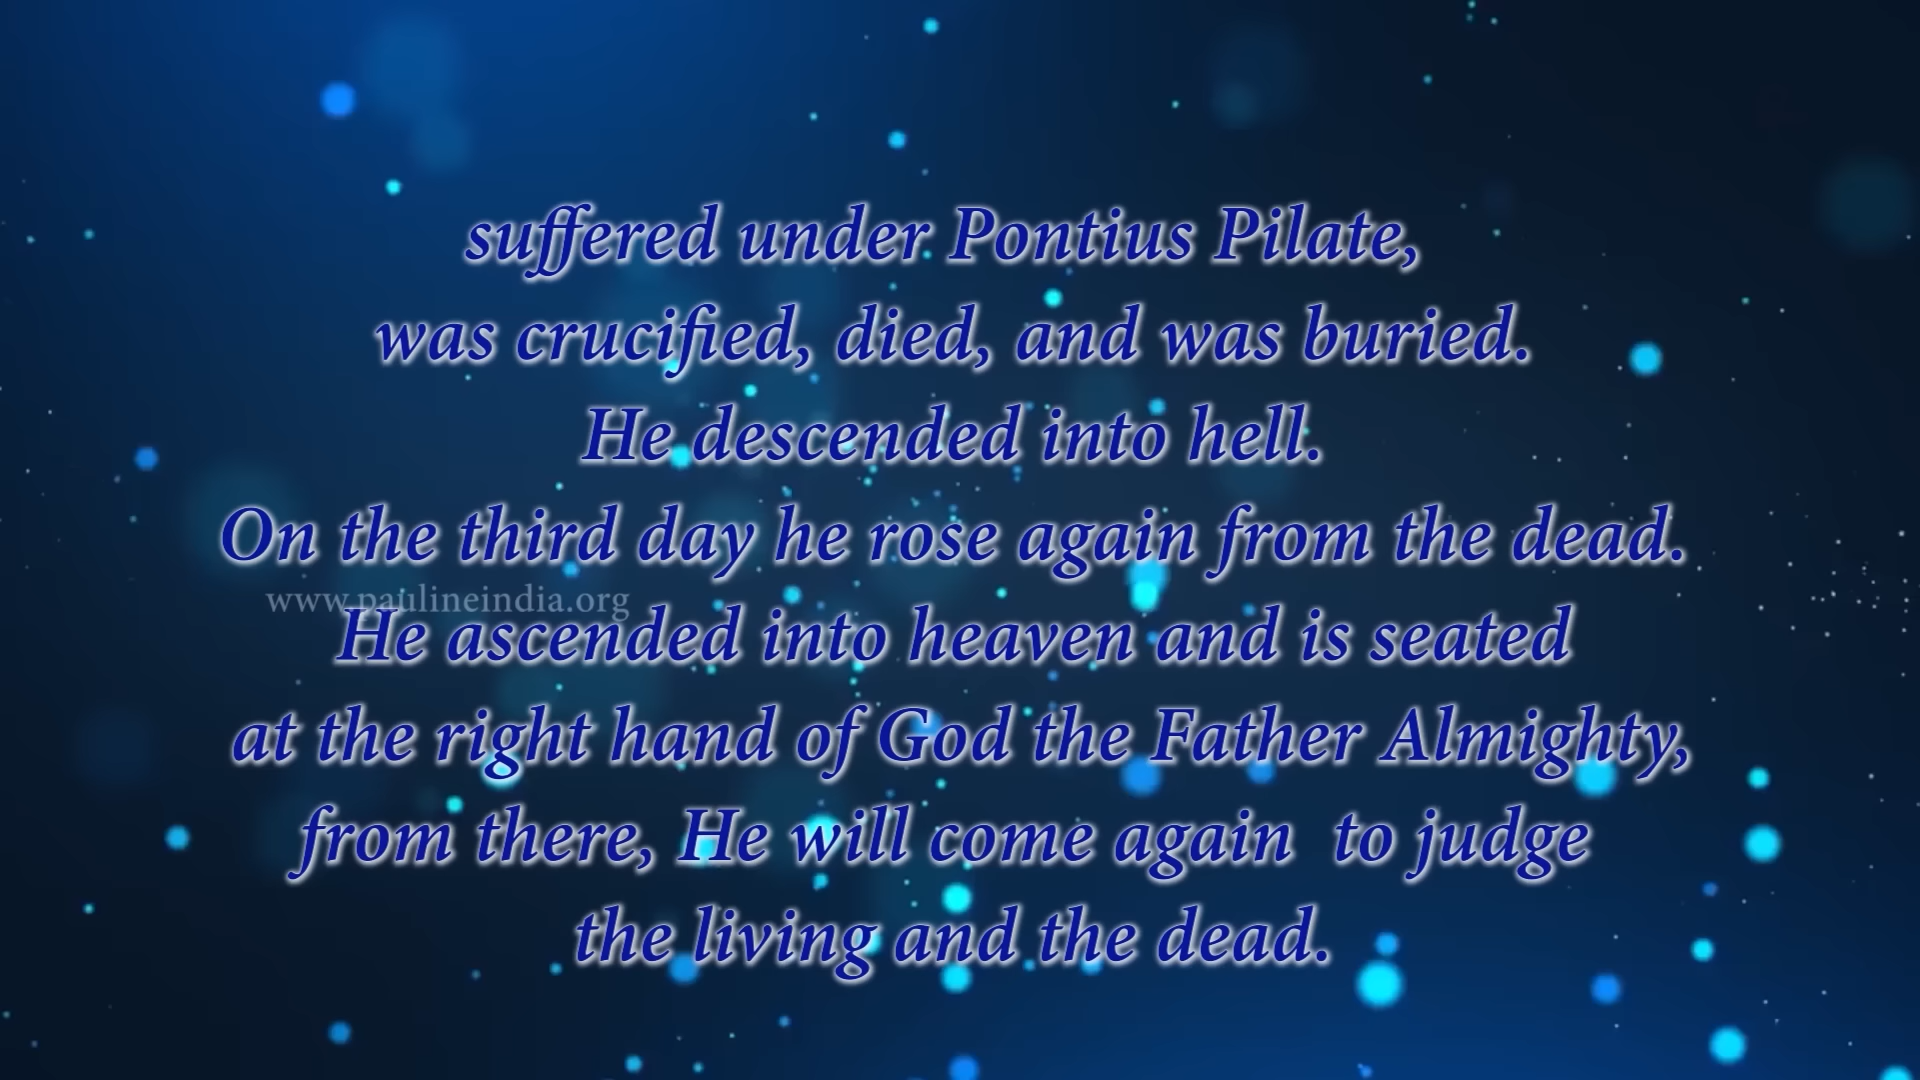 suffered under Pontius Pilate,
was crucified, died, and was buried.
He descended into hell.
On the third day he rose again from the dead.
www.paulineindia.org
He ascended into heaven and is seated
at the right hand of God the Father Almighty,
from there, He will come again  to judge
the living and the dead.